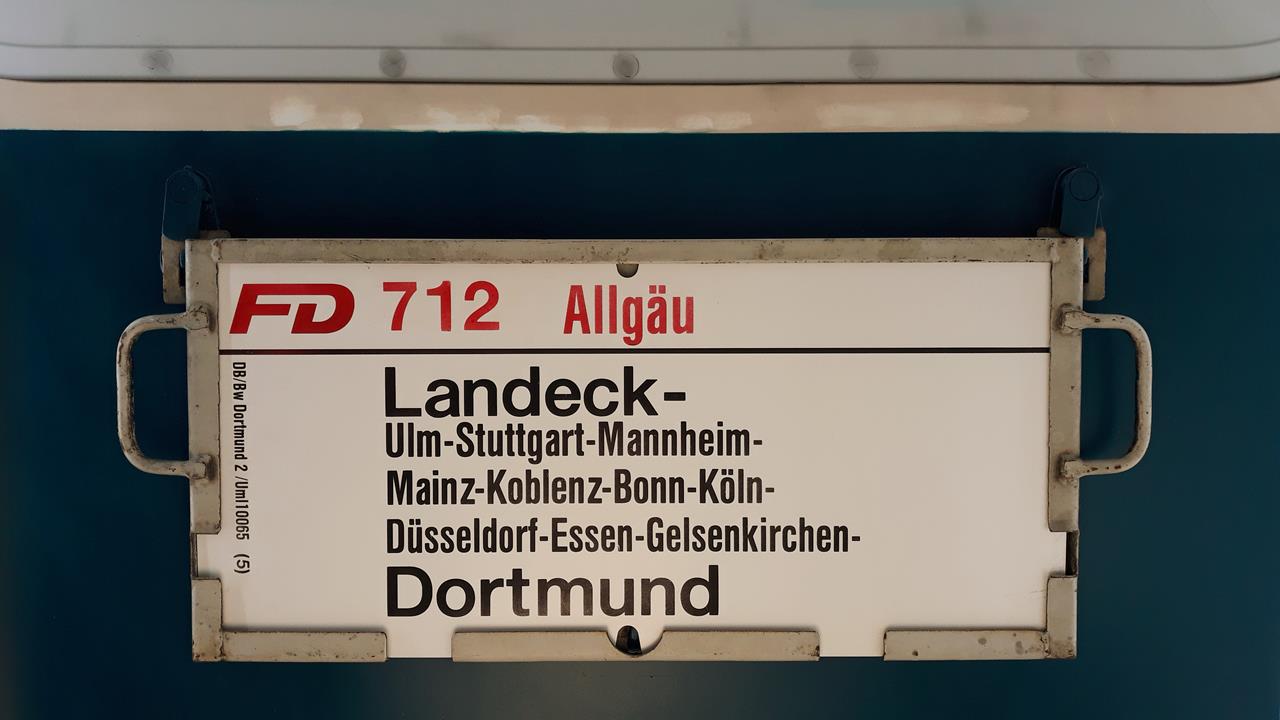 FD 712 Allgäu
Landeck-
Ulm-Stuttgart-Mannheim-
Mainz-Koblenz-Bonn-Köln-
Düsseldorf-Essen-Gelsenkirchen-
Dortmund
DB/Bw Dortmund 2 /Uml10065 (5)